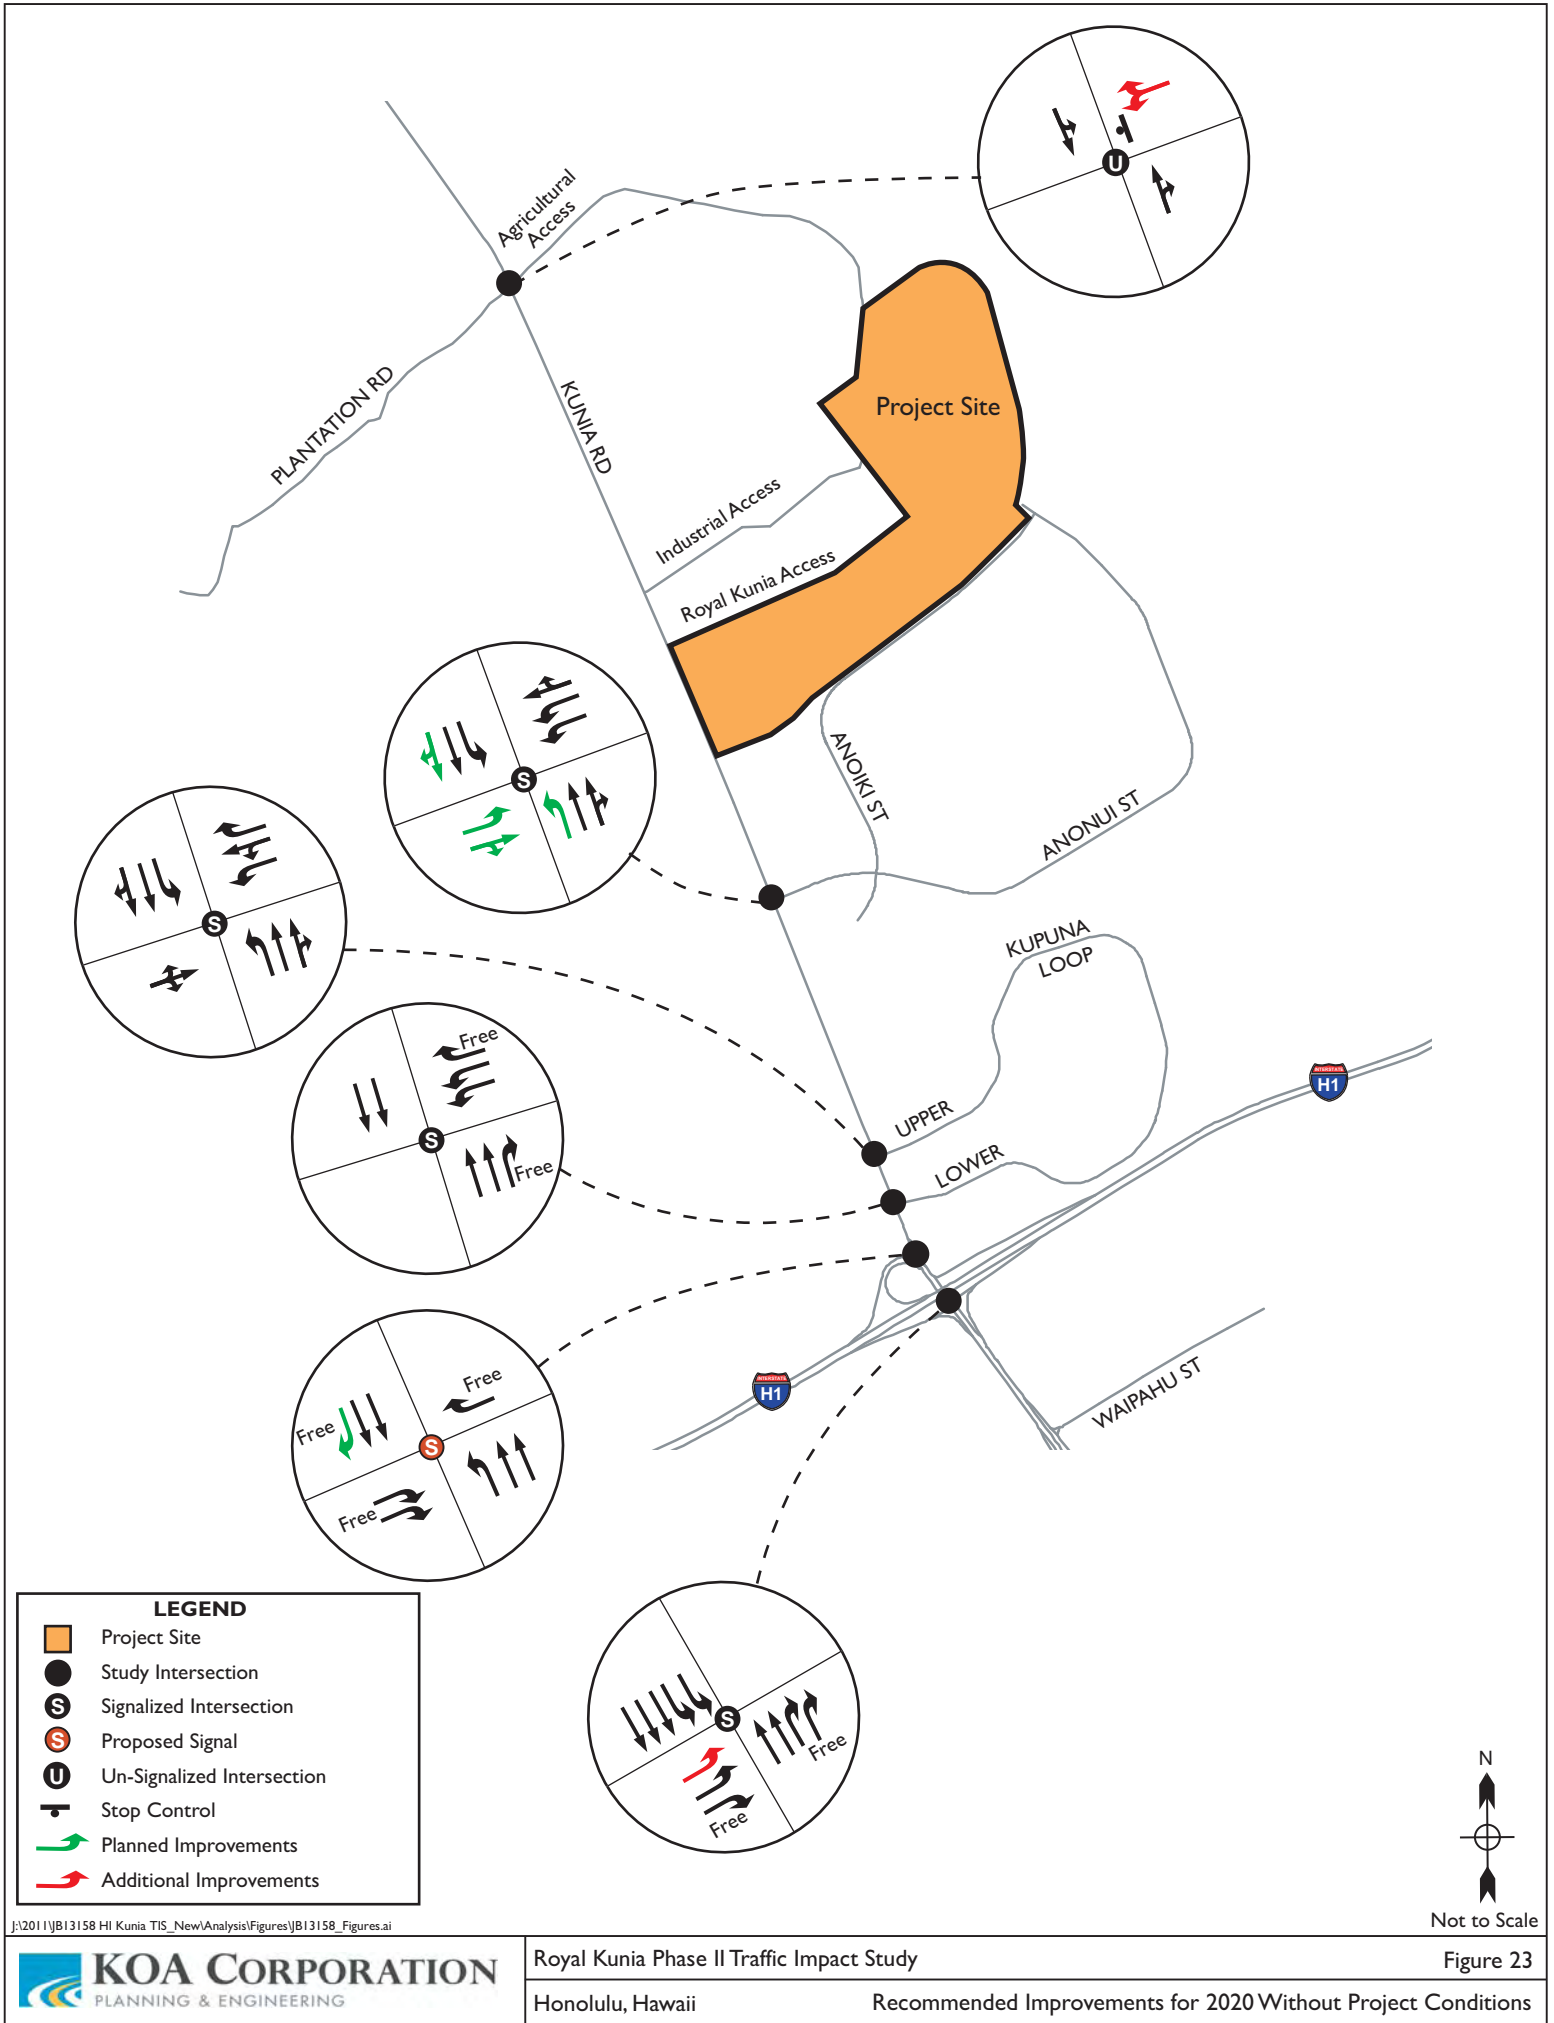 U
Agricultural
Access
PLANTATION RD
KUNIA RD
Project Site
Industrial Access
Royal Kunia Access
S
ANOIKI ST
ANONUI ST
S
KUPUNA
LOOP
Free
S
Free
UPPER
LOWER
INTERSTATE
H1
Free
Free
S
Free
INTERSTATE
H1
WAIPAHU ST
S
Free
Free
LEGEND
Project Site
Study Intersection
S Signalized Intersection
S Proposed Signal
U Un-Signalized Intersection
Stop Control
Planned Improvements
Additional Improvements
N
Not to Scale
J:\2011\JB13158 HI Kunia TIS_New\Analysis\Figures\JB13158_Figures.ai
KOA CORPORATION
PLANNING & ENGINEERING
Royal Kunia Phase II Traffic Impact Study
Figure 23
Honolulu, Hawaii
Recommended Improvements for 2020 Without Project Conditions